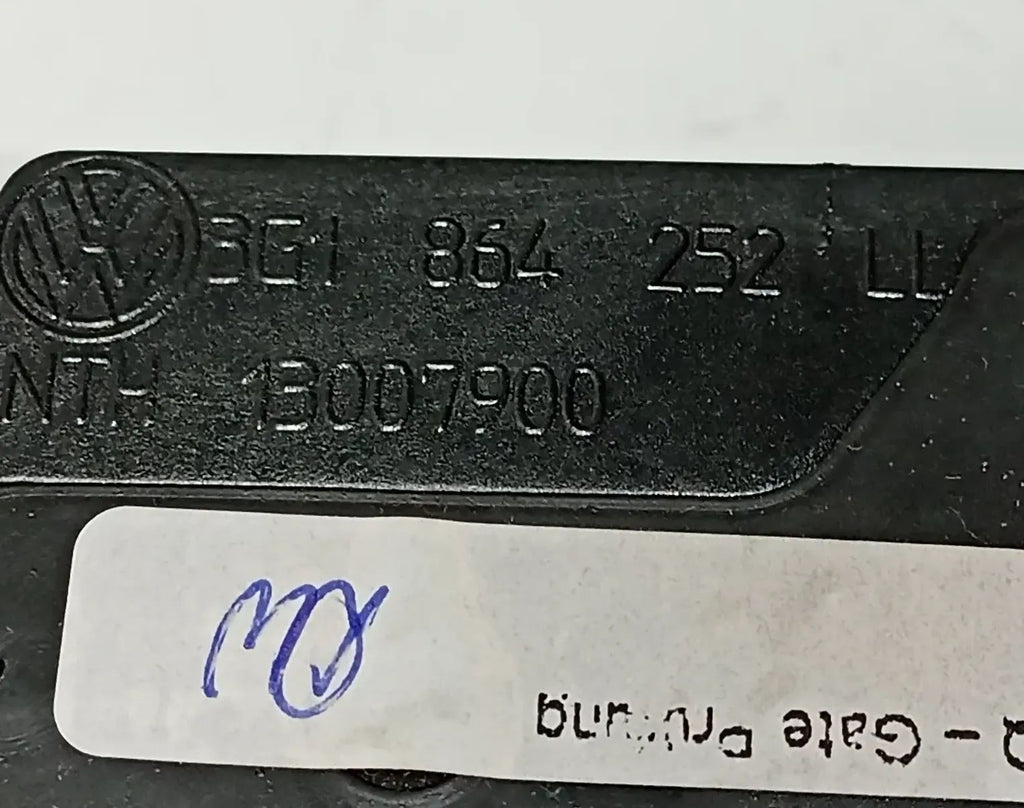 3G1 864 252 LL
NTH 13007900
Q - Gate Prüfung